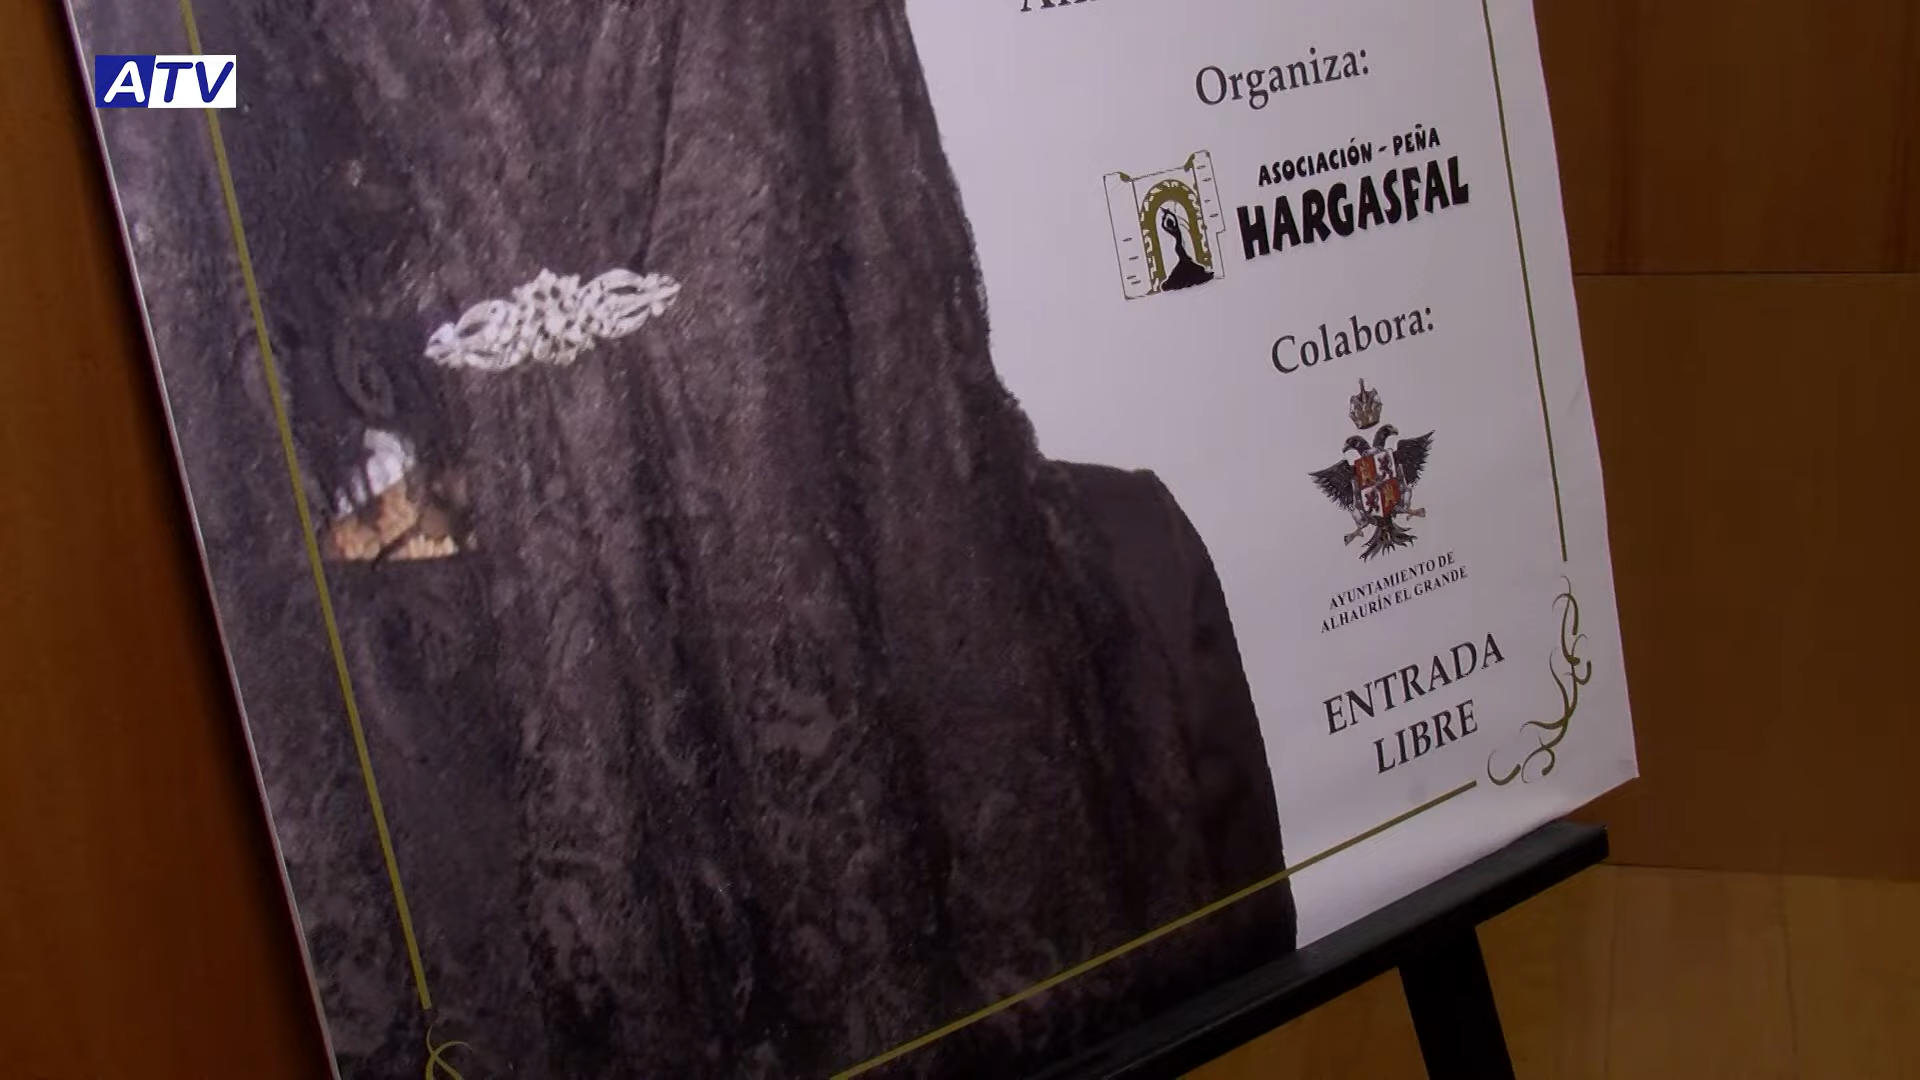 ATV
Organiza:
ASOCIACIÓN - PEÑA
HARGASFAL
Colabora:
AYUNTAMIENTO DE
ALHAURÍN EL GRANDE
ENTRADA
LIBRE